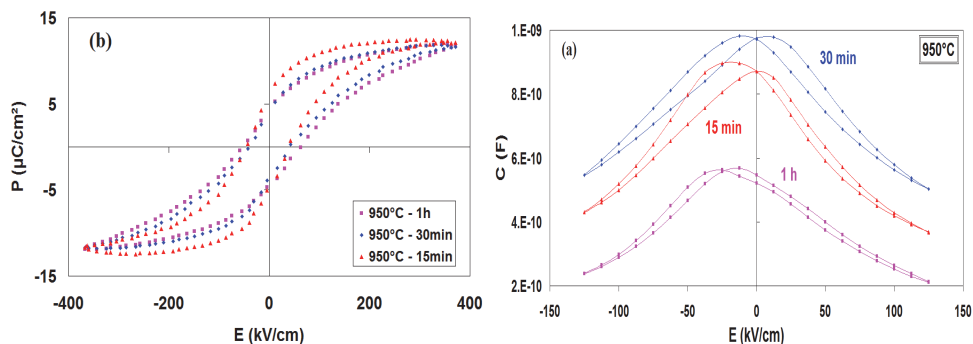 (b)
P (µC/cm²)
15
5
-5
-15
-400
-200
0
200
400
E (kV/cm)
950°C - 1h
950°C - 30min
950°C - 15min
(a)
950°C
C (F)
1.E-09
8.E-10
6.E-10
4.E-10
2.E-10
30 min
15 min
1 h
-150
-100
-50
0
50
100
150
E (kV/cm)